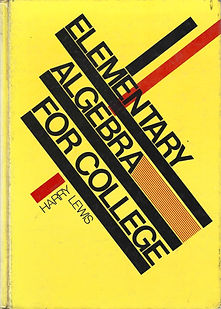 ELEMENTARY
ALGEBRA
FOR COLLEGE
HARRY LEWIS